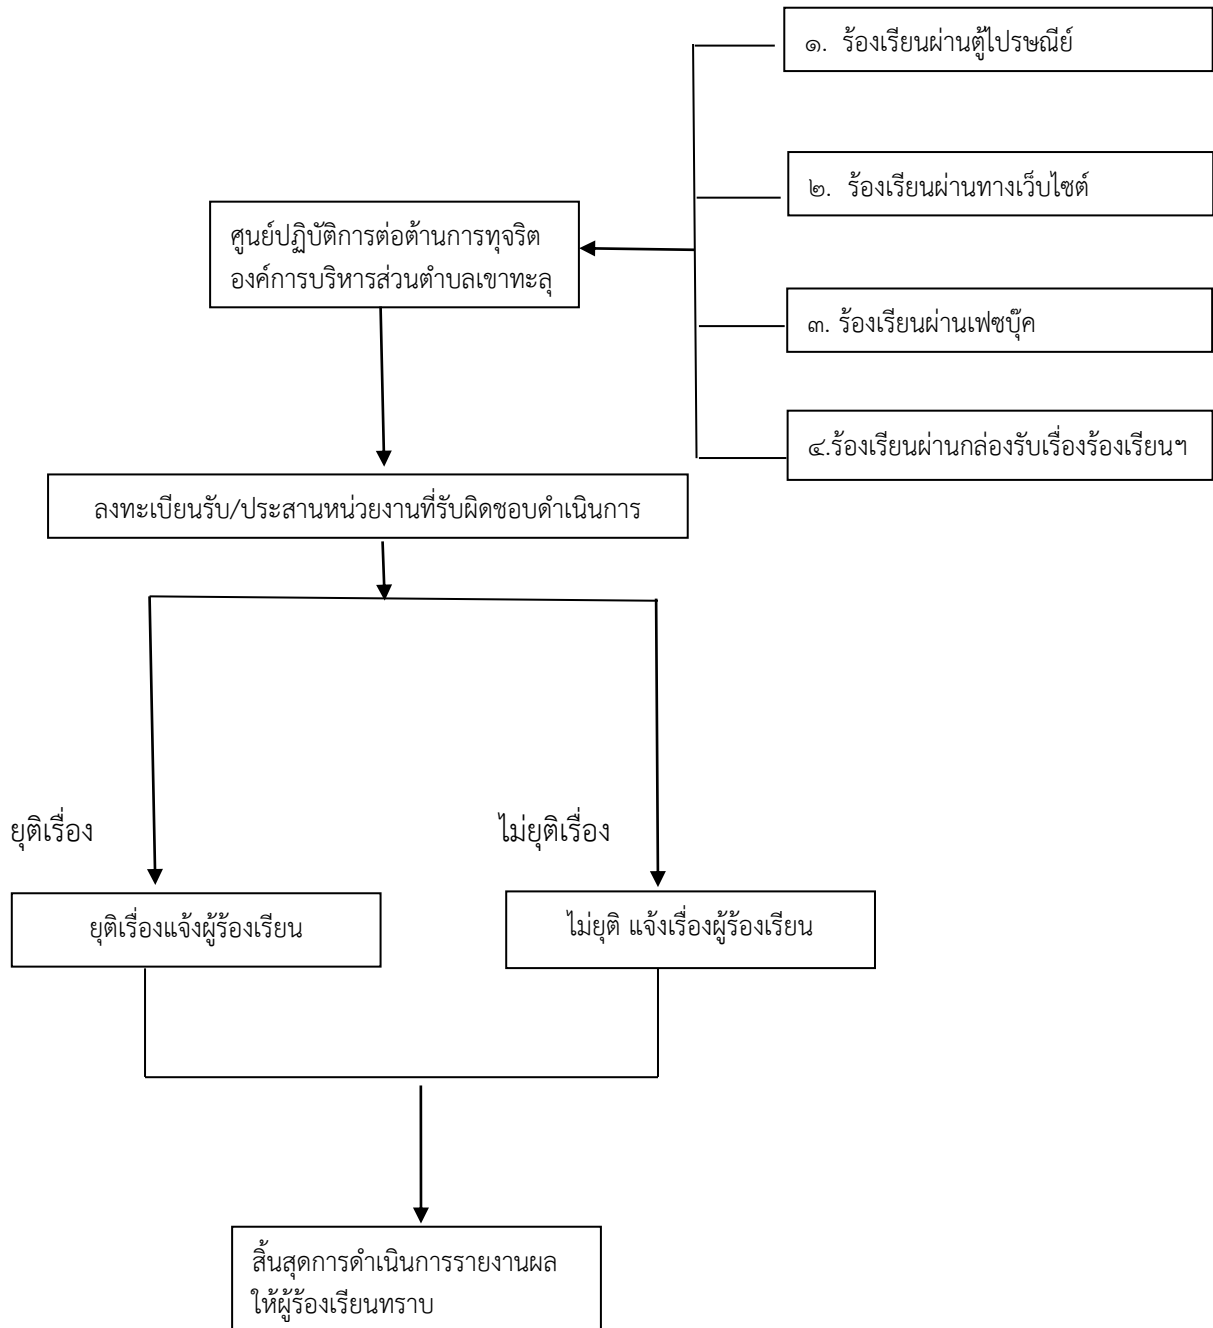 ๑.  ร้องเรียนผ่านตู้ไปรษณีย์
๒.  ร้องเรียนผ่านทางเว็บไซต์
ศูนย์ปฏิบัติการต่อต้านการทุจริต
องค์การบริหารส่วนตำบลเขาทะลุ
๓. ร้องเรียนผ่านเฟซบุ๊ค
๔.ร้องเรียนผ่านกล่องรับเรื่องร้องเรียนฯ
ลงทะเบียนรับ/ประสานหน่วยงานที่รับผิดชอบดำเนินการ
ยุติเรื่อง
ไม่ยุติเรื่อง
ยุติเรื่องแจ้งผู้ร้องเรียน
ไม่ยุติ แจ้งเรื่องผู้ร้องเรียน
สิ้นสุดการดำเนินการรายงานผล
ให้ผู้ร้องเรียนทราบ